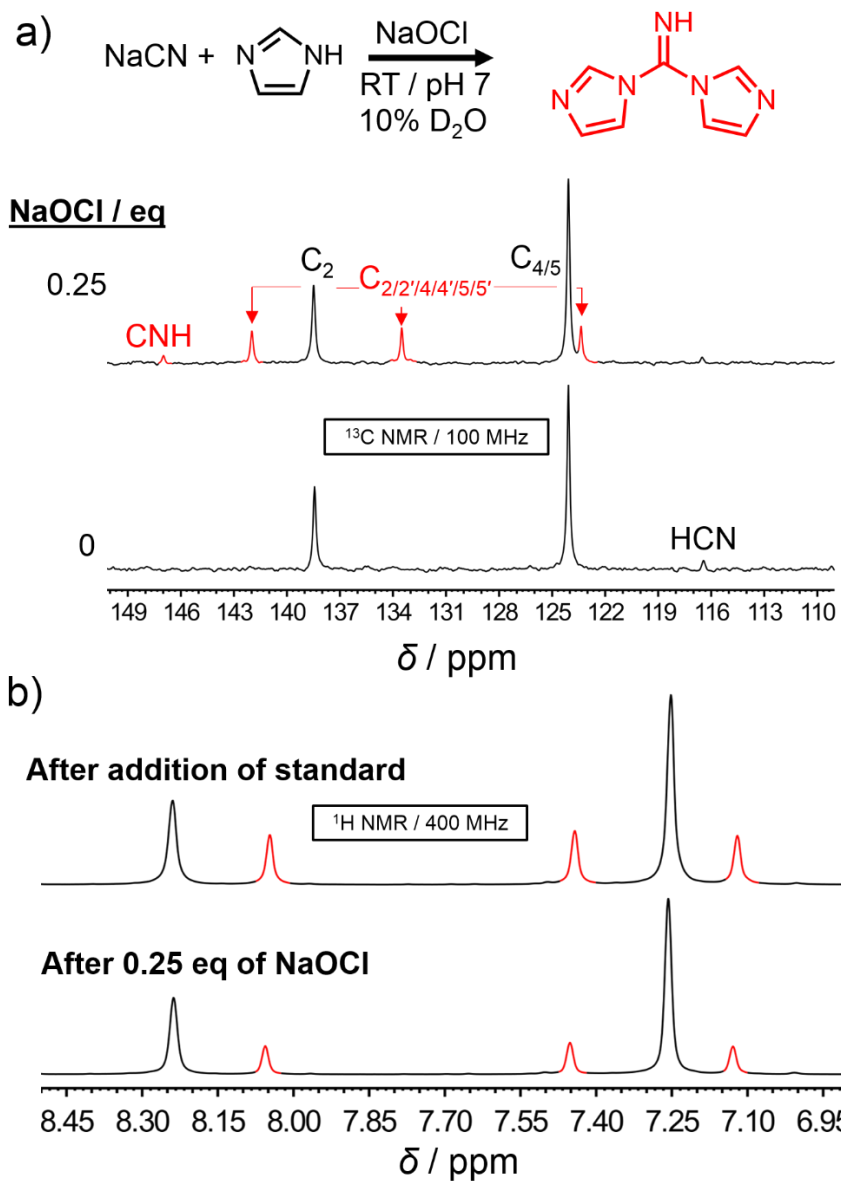 a)
NaCN +
N
NH
NaOCl
RT / pH 7
10% D₂O
NH
N
N
N
N
NaOCl / eq
0.25
CNH
C₂
C₂/₂′/₄/₄′/₅/₅′
C₄/₅
¹³C NMR / 100 MHz
0
HCN
149 146 143 140 137 134 131 128 125 122 119 116 113 110
δ / ppm
b)
After addition of standard
¹H NMR / 400 MHz
After 0.25 eq of NaOCl
8.45 8.30 8.15 8.00 7.85 7.70 7.55 7.40 7.25 7.10 6.95
δ / ppm